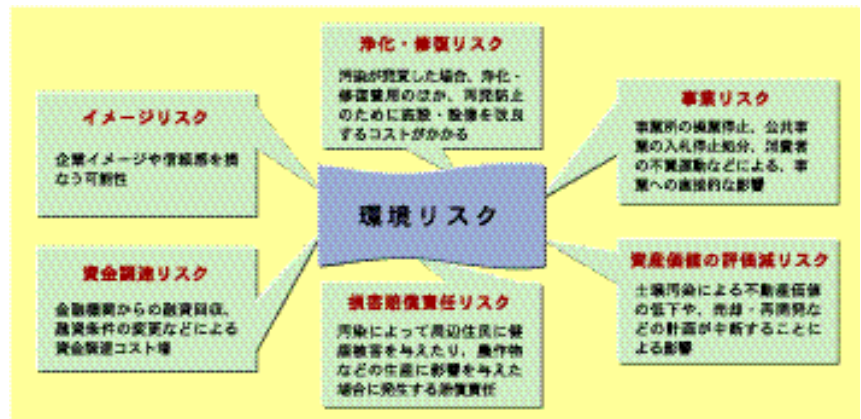 浄化・修復リスク
汚染が発覚した場合、浄化・
修復費用のほか、再発防止
のために施設・設備を改良
するコストがかかる
イメージリスク
企業イメージや信頼感を損
なう可能性
事業リスク
事業所の操業停止、公共事
業の入札停止処分、消費者
の不買運動などによる、事
業への直接的な影響
環境リスク
資金調達リスク
金融機関からの融資回収、
融資条件の変更などによる
資金調達コスト増
損害賠償責任リスク
汚染によって周辺住民に健
康被害を与えたり、農作物
などの生産に影響を与えた
場合に発生する賠償責任
資産価値の評価減リスク
土壌汚染による不動産価値
の低下や、売却・再開発な
どの計画が中断することに
よる影響